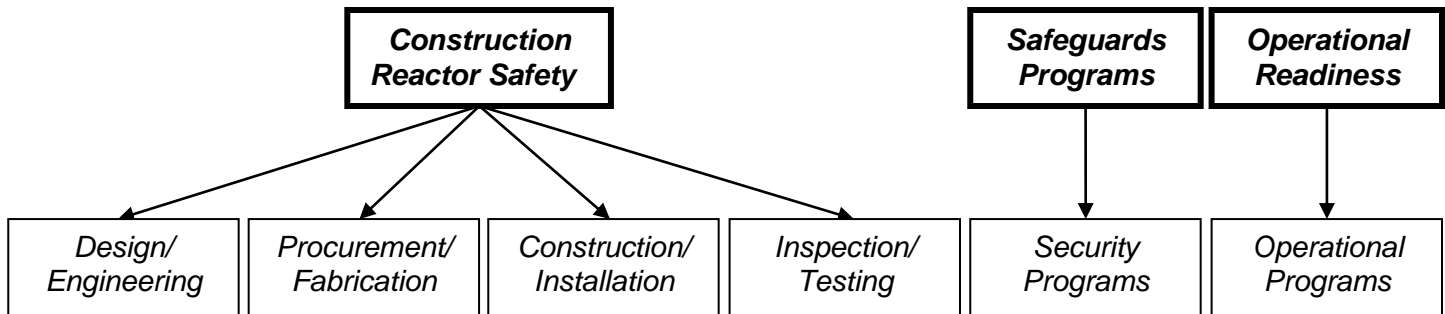 Construction
Reactor Safety
Safeguards
Programs
Operational
Readiness
Design/
Engineering
Procurement/
Fabrication
Construction/
Installation
Inspection/
Testing
Security
Programs
Operational
Programs